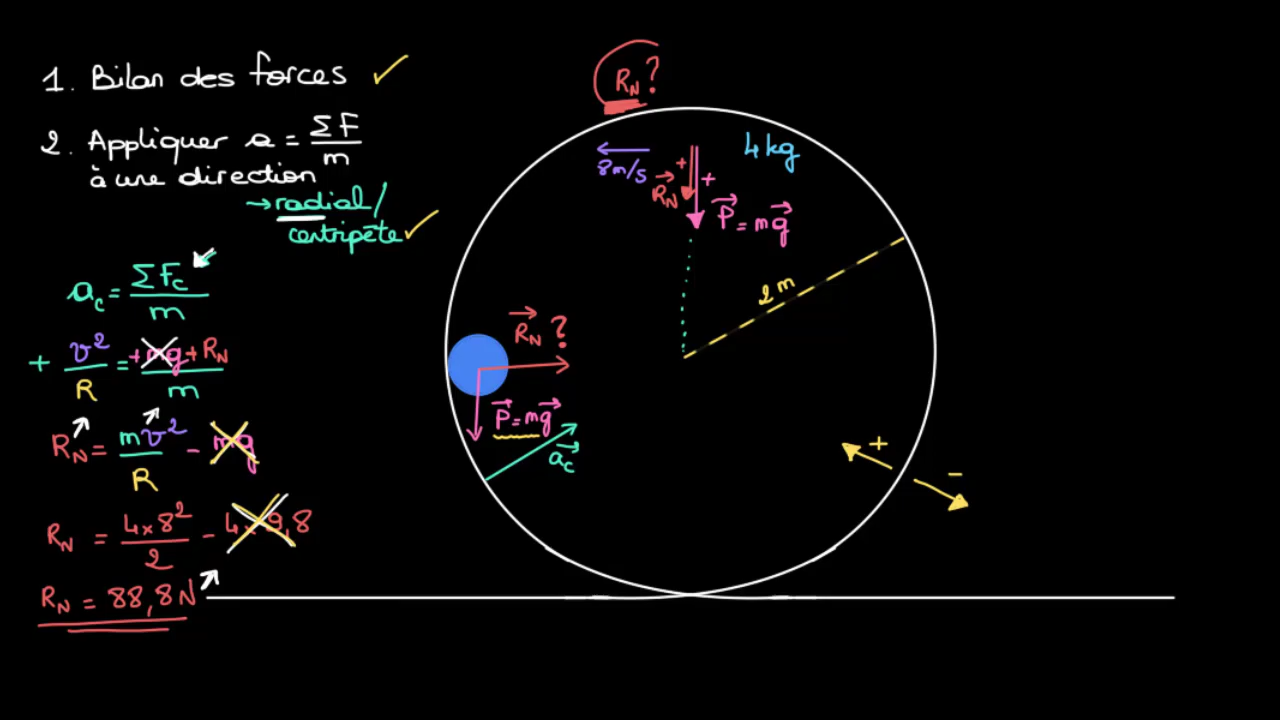 1. Bilan des forces ✓
2. Appliquer a = ΣF / m
à une direction
→ radial /
centripète ✓
a_c = ΣF_c / m
+ v² / R = +mg + R_N / m
R_N = mv² / R - mg
R_N = 4 × 8² / 2 - 4 × 9,8
R_N = 88,8 N
R_N ?
8 m/s
4 kg
+ +
R_N
P = mg
2 m
R_N ?
P = mg
a_c
+
-